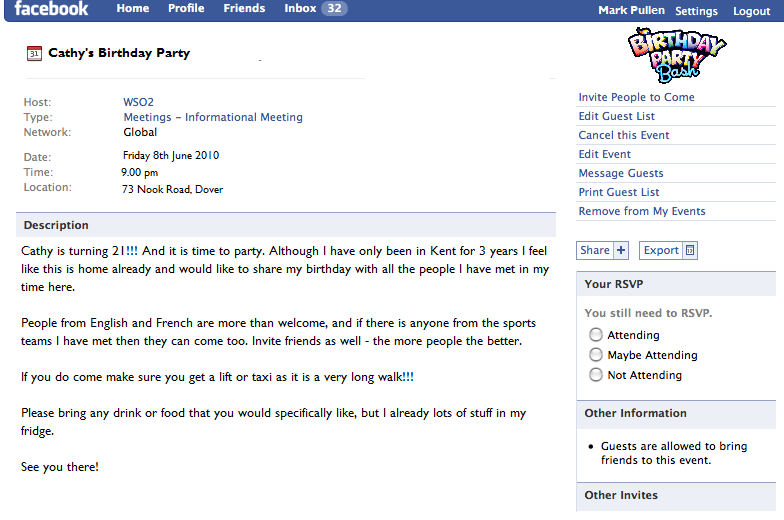 facebook Home Profile Friends Inbox 32 Mark Pullen Settings Logout
31 Cathy's Birthday Party
BIRTHDAY
PARTY
Bash
Host: WSO2
Type: Meetings - Informational Meeting
Network: Global
Date: Friday 8th June 2010
Time: 9.00 pm
Location: 73 Nook Road, Dover
Description
Cathy is turning 21!!! And it is time to party. Although I have only been in Kent for 3 years I feel
like this is home already and would like to share my birthday with all the people I have met in my
time here.
People from English and French are more than welcome, and if there is anyone from the sports
teams I have met then they can come too. Invite friends as well - the more people the better.
If you do come make sure you get a lift or taxi as it is a very long walk!!!
Please bring any drink or food that you would specifically like, but I already lots of stuff in my
fridge.
See you there!
Invite People to Come
Edit Guest List
Cancel this Event
Edit Event
Message Guests
Print Guest List
Remove from My Events
Share + Export
Your RSVP
You still need to RSVP.
Attending
Maybe Attending
Not Attending
Other Information
• Guests are allowed to bring
friends to this event.
Other Invites